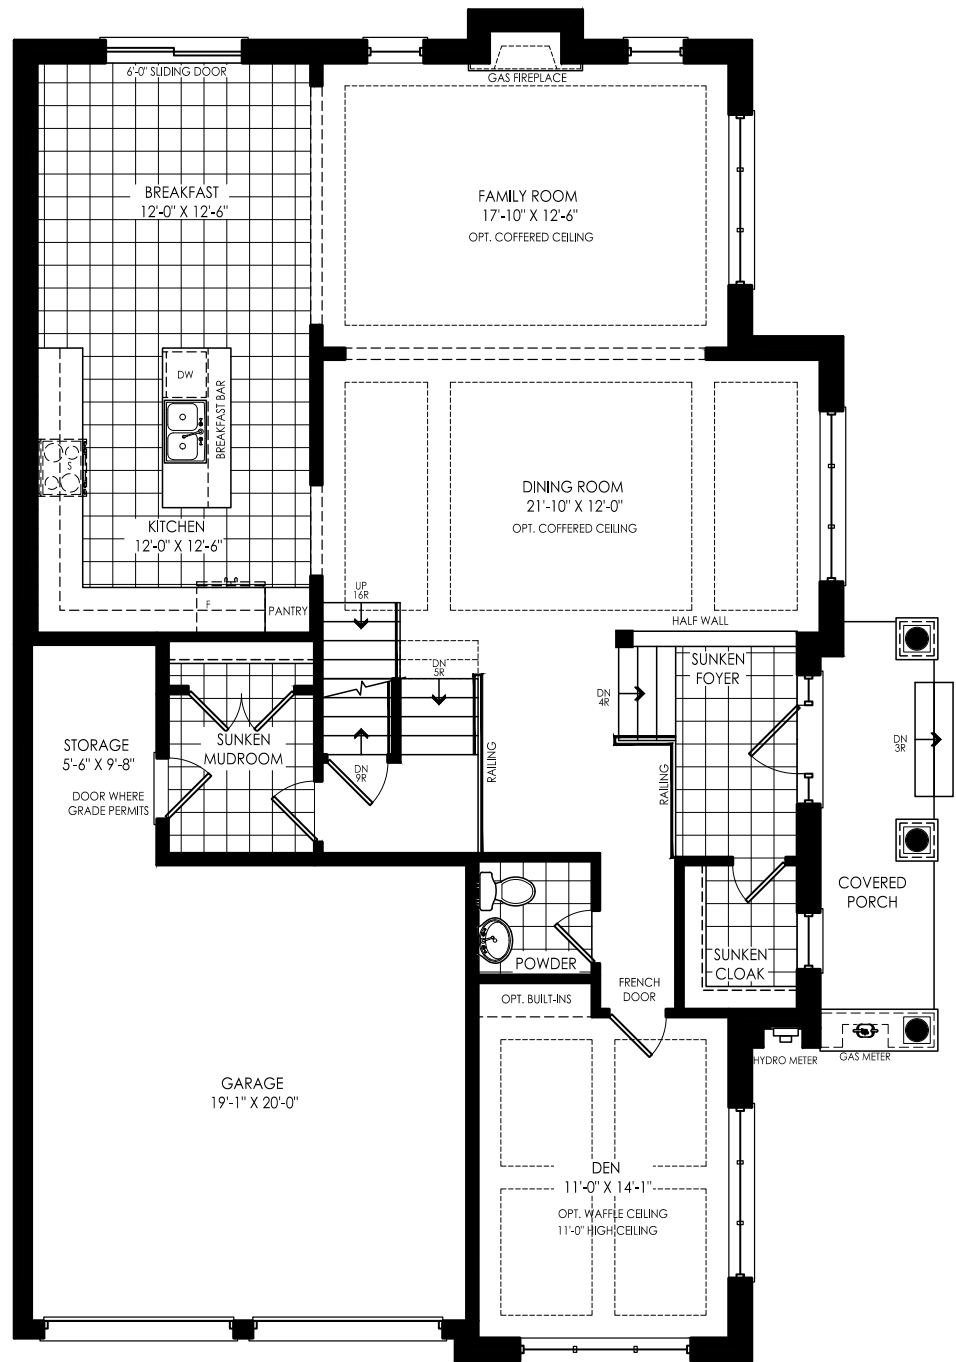 6'-0" SLIDING DOOR
GAS FIREPLACE
BREAKFAST
12'-0" X 12'-6"
FAMILY ROOM
17'-10" X 12'-6"
OPT. COFFERED CEILING
DW
BREAKFAST BAR
S
KITCHEN
12'-0" X 12'-6"
DINING ROOM
21'-10" X 12'-0"
OPT. COFFERED CEILING
F
PANTRY
UP
16R
HALF WALL
DN
5R
SUNKEN
FOYER
DN
4R
STORAGE
5'-6" X 9'-8"
DOOR WHERE
GRADE PERMITS
SUNKEN
MUDROOM
DN
9R
RAILING
RAILING
DN
3R
COVERED
PORCH
POWDER
SUNKEN
CLOAK
FRENCH
DOOR
OPT. BUILT-INS
HYDRO METER
GAS METER
GARAGE
19'-1" X 20'-0"
DEN
11'-0" X 14'-1"
OPT. WAFFLE CEILING
11'-0" HIGH CEILING